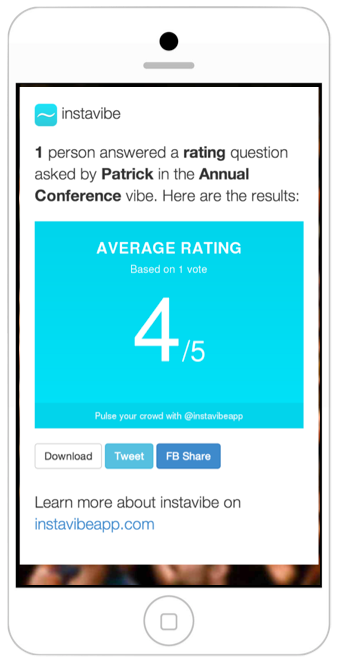 instavibe
1 person answered a rating question
asked by Patrick in the Annual
Conference vibe. Here are the results:
AVERAGE RATING
Based on 1 vote
4/5
Pulse your crowd with @instavibeapp
Download Tweet FB Share
Learn more about instavibe on
instavibeapp.com